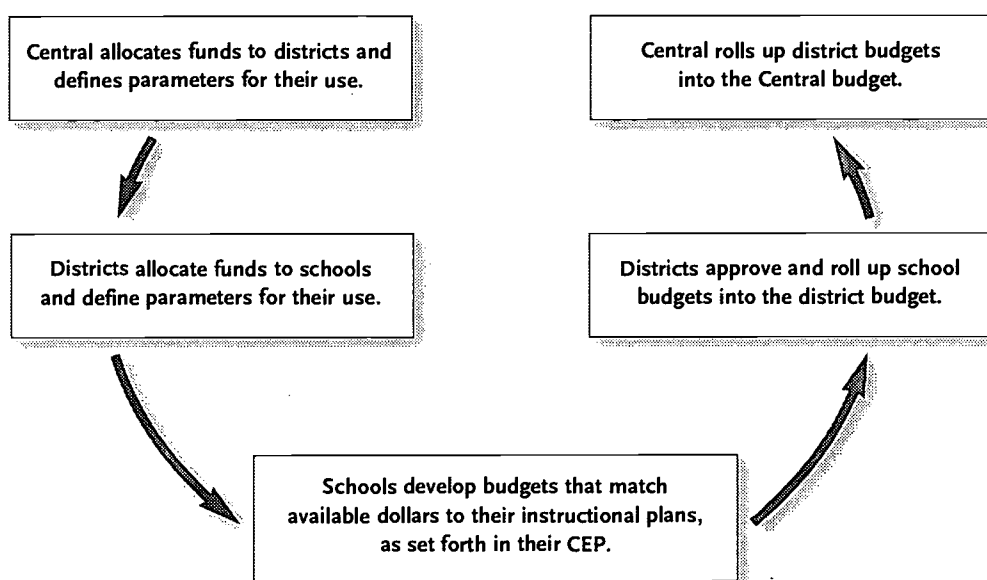 Central allocates funds to districts and
defines parameters for their use.
Districts allocate funds to schools
and define parameters for their use.
Schools develop budgets that match
available dollars to their instructional plans,
as set forth in their CEP.
Districts approve and roll up school
budgets into the district budget.
Central rolls up district budgets
into the Central budget.